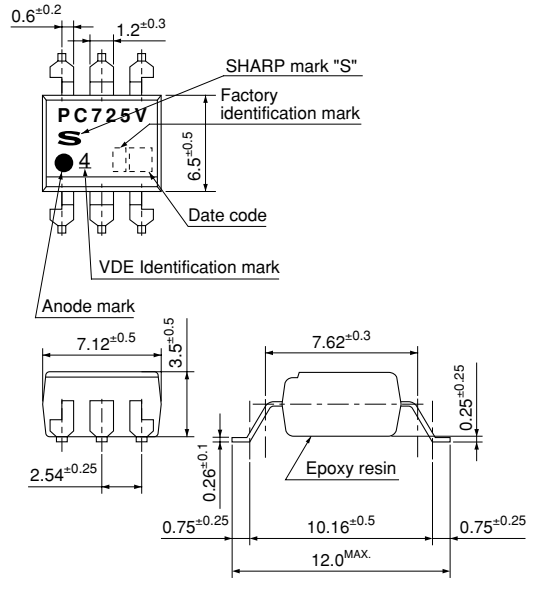 0.6±0.2
1.2±0.3
SHARP mark "S"
Factory
identification mark
PC725V
S
4
6.5±0.5
Date code
VDE Identification mark
Anode mark
7.12±0.5
3.5±0.5
7.62±0.3
0.25±0.25
2.54±0.25
0.26±0.1
Epoxy resin
0.75±0.25
10.16±0.5
0.75±0.25
12.0MAX.